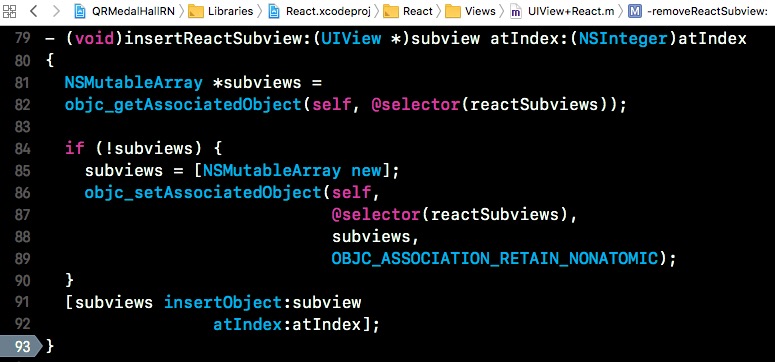 QRMedalHallRN Libraries React.xcodeproj React Views UIView+React.m M -removeReactSubview:
79 - (void)insertReactSubview:(UIView *)subview atIndex:(NSInteger)atIndex
80 {
81 NSMutableArray *subviews =
82 objc_getAssociatedObject(self, @selector(reactSubviews));
83
84 if (!subviews) {
85 subviews = [NSMutableArray new];
86 objc_setAssociatedObject(self,
87 @selector(reactSubviews),
88 subviews,
89 OBJC_ASSOCIATION_RETAIN_NONATOMIC);
90 }
91 [subviews insertObject:subview
92 atIndex:atIndex];
93 }